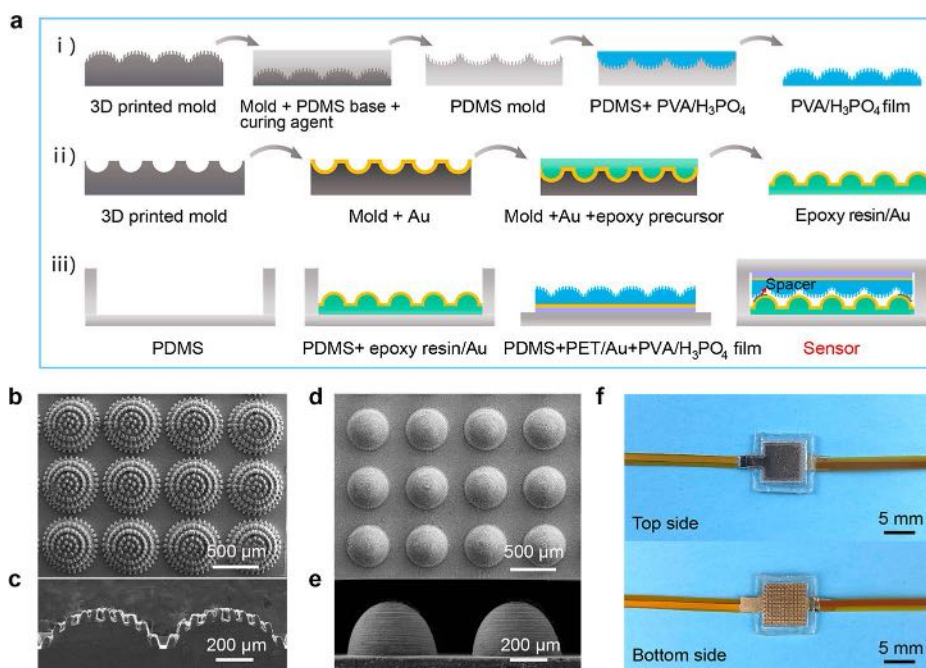 a
i )
3D printed mold
Mold + PDMS base +
curing agent
PDMS mold
PDMS+ PVA/H₃PO₄
PVA/H₃PO₄ film
ii )
3D printed mold
Mold + Au
Mold +Au +epoxy precursor
Epoxy resin/Au
iii)
Spacer
PDMS
PDMS+ epoxy resin/Au
PDMS+PET/Au+PVA/H₃PO₄ film
Sensor
b
500 μm
c
200 μm
d
500 μm
e
200 μm
f
Top side
5 mm
Bottom side
5 mm